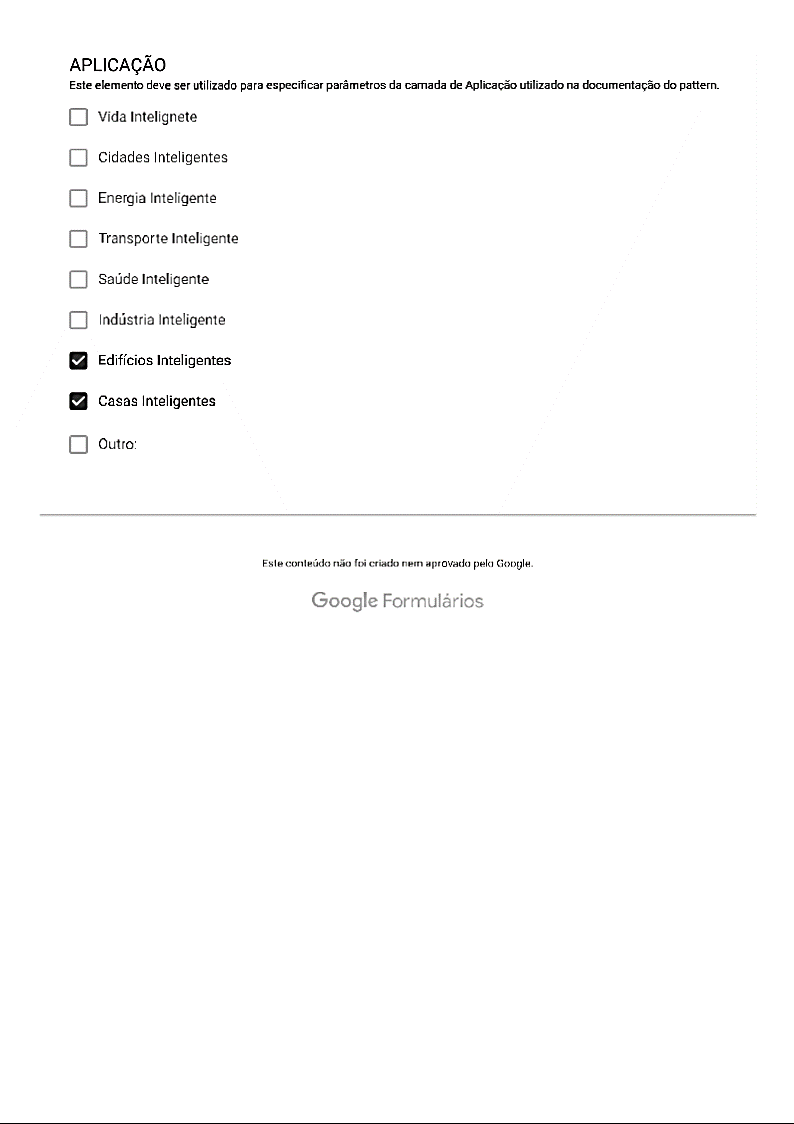 APLICAÇÃO
Este elemento deve ser utilizado para especificar parâmetros da camada de Aplicação utilizado na documentação do pattern.
Vida Intelignete
Cidades Inteligentes
Energia Inteligente
Transporte Inteligente
Saúde Inteligente
Indústria Inteligente
Edifícios Inteligentes
Casas Inteligentes
Outro:
Este conteúdo não foi criado nem aprovado pelo Google.
Google Formulários